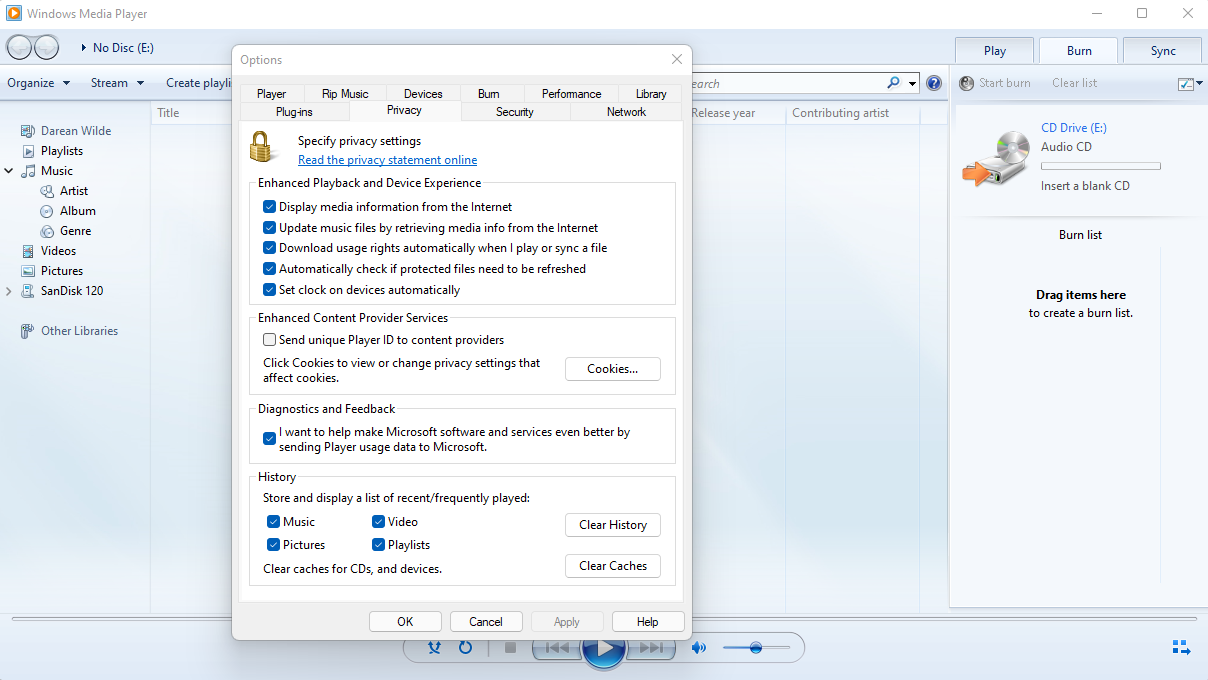 Windows Media Player
No Disc (E:)
Play
Burn
Sync
Organize
Stream
Create playli
earch
Start burn
Clear list
Title
Release year
Contributing artist
Darean Wilde
Playlists
Music
Artist
Album
Genre
Videos
Pictures
SanDisk 120
Other Libraries
Options
Player
Rip Music
Devices
Burn
Performance
Library
Plug-ins
Privacy
Security
Network
Specify privacy settings
Read the privacy statement online
Enhanced Playback and Device Experience
Display media information from the Internet
Update music files by retrieving media info from the Internet
Download usage rights automatically when I play or sync a file
Automatically check if protected files need to be refreshed
Set clock on devices automatically
Enhanced Content Provider Services
Send unique Player ID to content providers
Click Cookies to view or change privacy settings that
affect cookies.
Cookies...
Diagnostics and Feedback
I want to help make Microsoft software and services even better by
sending Player usage data to Microsoft.
History
Store and display a list of recent/frequently played:
Music
Video
Clear History
Pictures
Playlists
Clear caches for CDs, and devices.
Clear Caches
OK
Cancel
Apply
Help
CD Drive (E:)
Audio CD
Insert a blank CD
Burn list
Drag items here
to create a burn list.